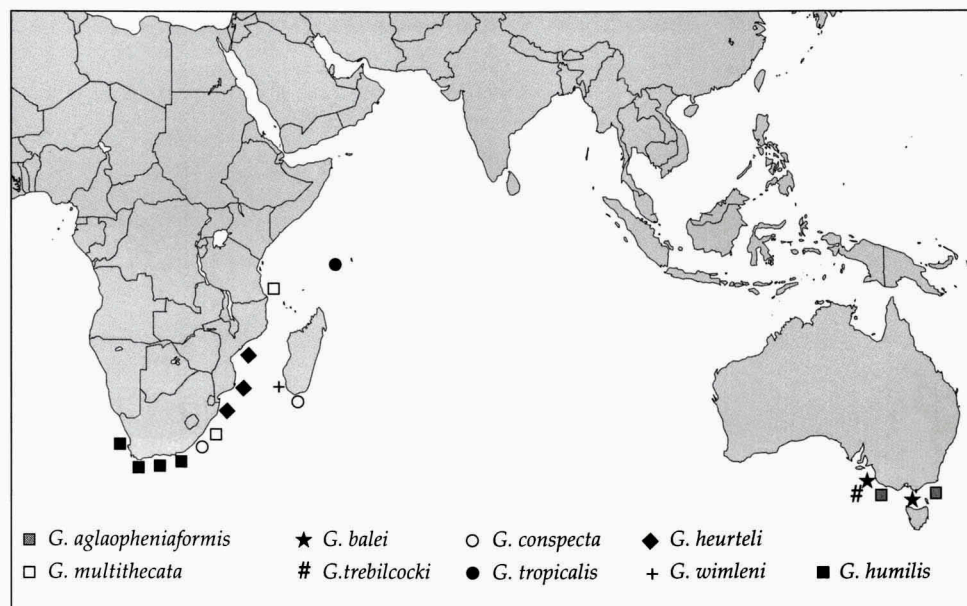 G. aglaopheniaformis G. balei G. conspecta G. heurteli
G. multithecata # G.trebilcocki G. tropicalis + G. wimleni G. humilis
#
+